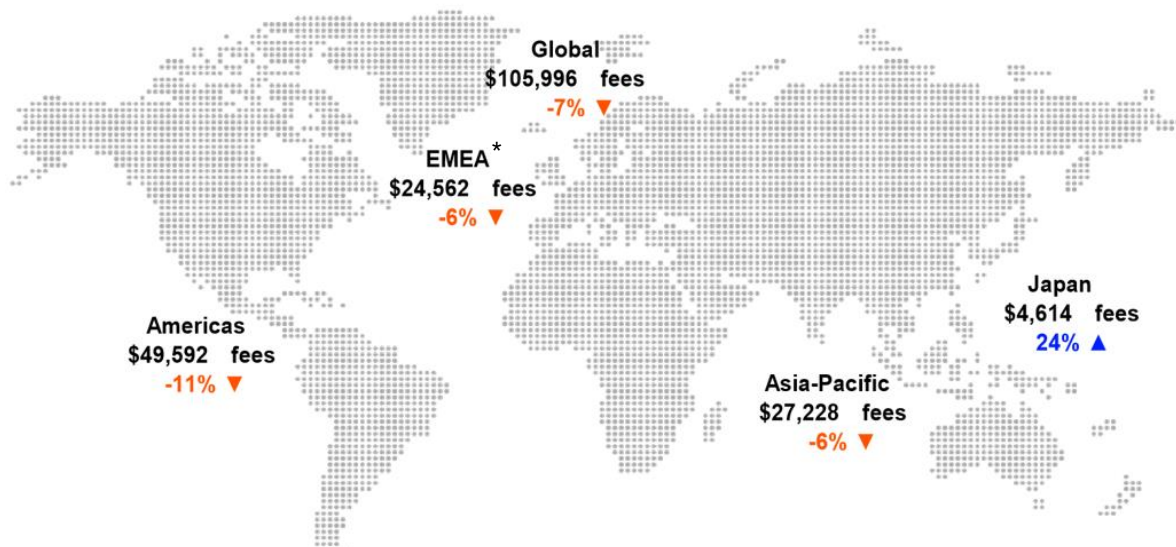 Global
$105,996 fees
-7% ▼
EMEA*
$24,562 fees
-6% ▼
Japan
$4,614 fees
24% ▲
Americas
$49,592 fees
-11% ▼
Asia-Pacific
$27,228 fees
-6% ▼